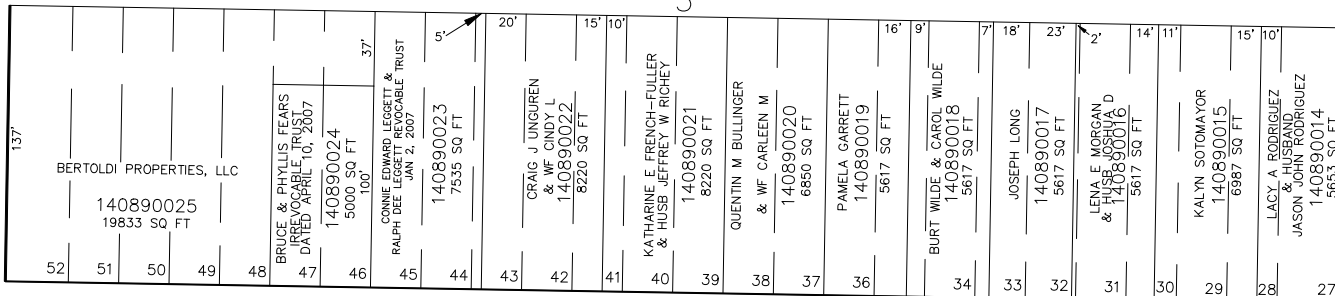 137'
BERTOLDI PROPERTIES, LLC
140890025
19833 SQ FT
52
51
50
49
48
BRUCE & PHYLLIS FEARS
IRREVOCABLE TRUST
DATED APRIL 10, 2007
140890024
5000 SQ FT
100'
37'
47
46
CONNIE EDWARD LEGGETT &
RALPH DEE LEGGETT REVOCABLE TRUST
JAN 2, 2007
140890023
7535 SQ FT
5'
45
44
20'
CRAIG J UNGUREN
& WF CINDY L
140890022
8220 SQ FT
15'
43
42
10'
KATHARINE E FRENCH-FULLER
& HUSB JEFFREY W RICHEY
140890021
8220 SQ FT
41
40
39
QUENTIN M BULLINGER
& WF CARLEEN M
140890020
6850 SQ FT
38
37
16'
PAMELA GARRETT
140890019
5617 SQ FT
36
9'
BURT WILDE & CAROL WILDE
140890018
5617 SQ FT
7'
34
18'
JOSEPH LONG
140890017
5617 SQ FT
23'
33
32
2'
LENA E MORGAN
& HUSB JOSHUA D
140890016
5617 SQ FT
14'
31
11'
KALYN SOTOMAYOR
140890015
6987 SQ FT
15'
30
29
10'
LACY A RODRIGUEZ
& HUSBAND
JASON JOHN RODRIGUEZ
140890014
5653 SQ FT
28
27